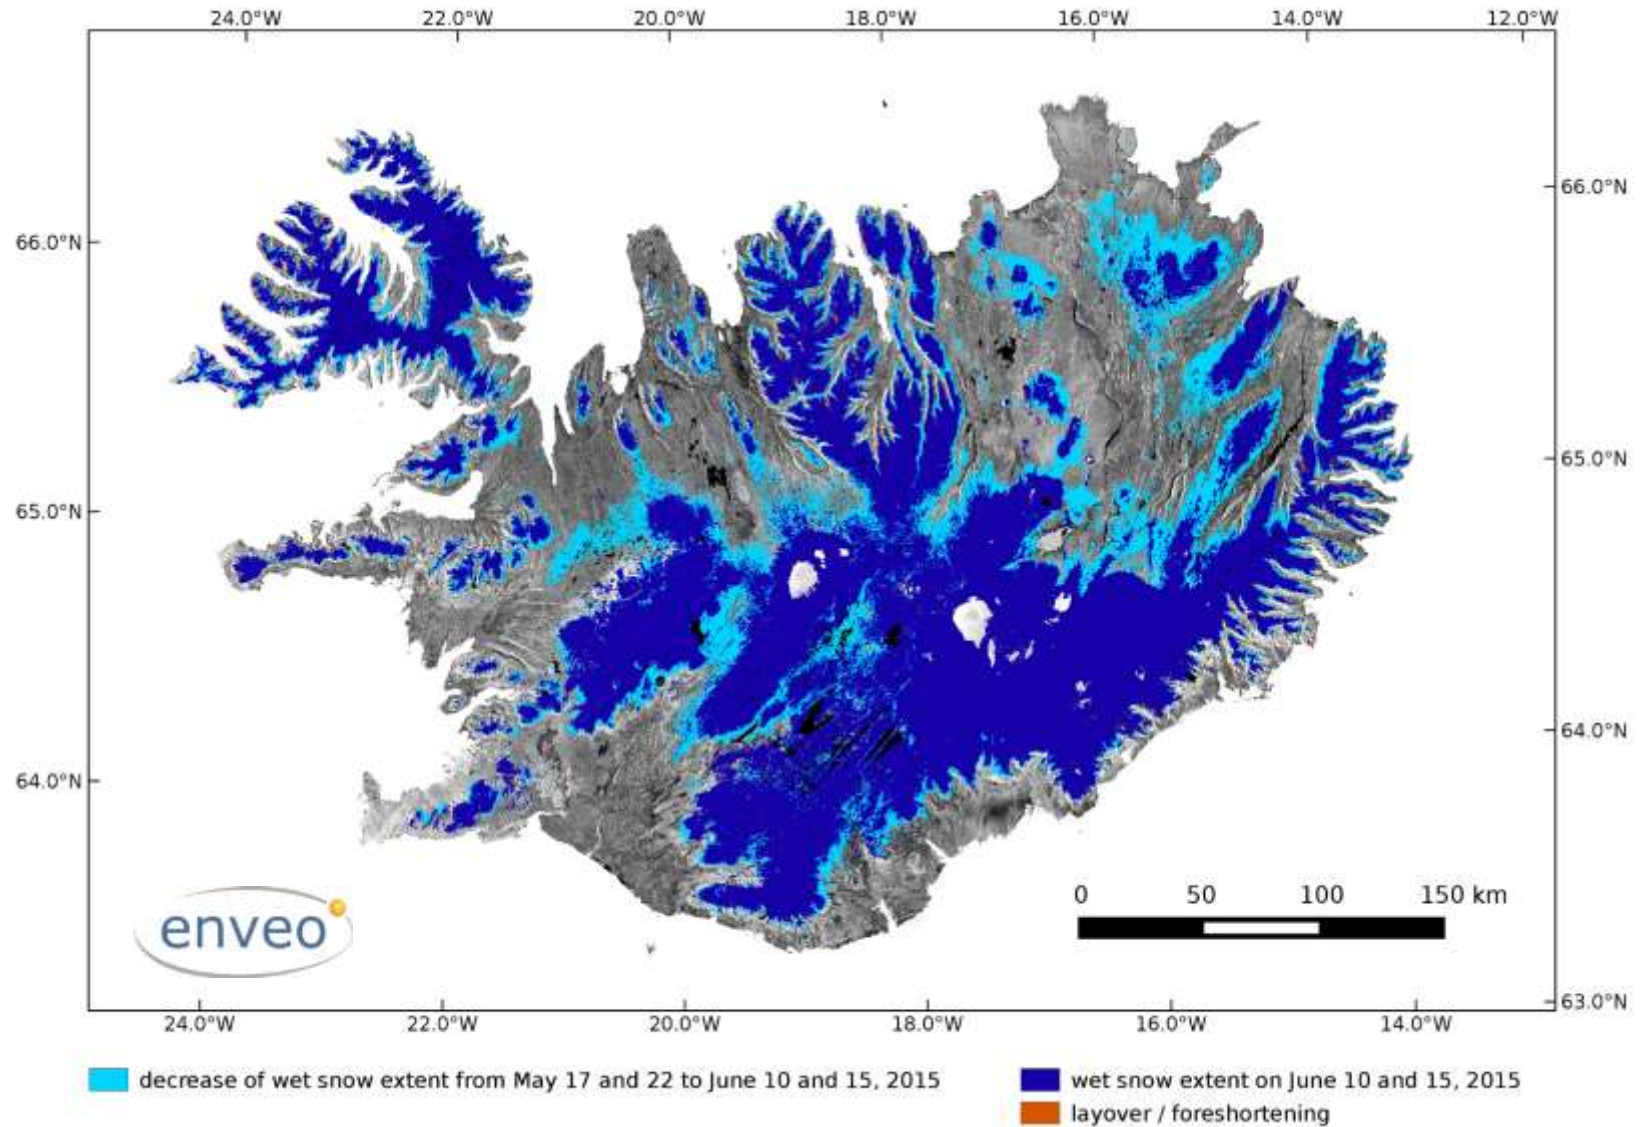 24.0°W 22.0°W 20.0°W 18.0°W 16.0°W 14.0°W 12.0°W
66.0°N
66.0°N
65.0°N
65.0°N
64.0°N
64.0°N
0 50 100 150 km
enveo
63.0°N
24.0°W 22.0°W 20.0°W 18.0°W 16.0°W 14.0°W
decrease of wet snow extent from May 17 and 22 to June 10 and 15, 2015
wet snow extent on June 10 and 15, 2015
layover / foreshortening